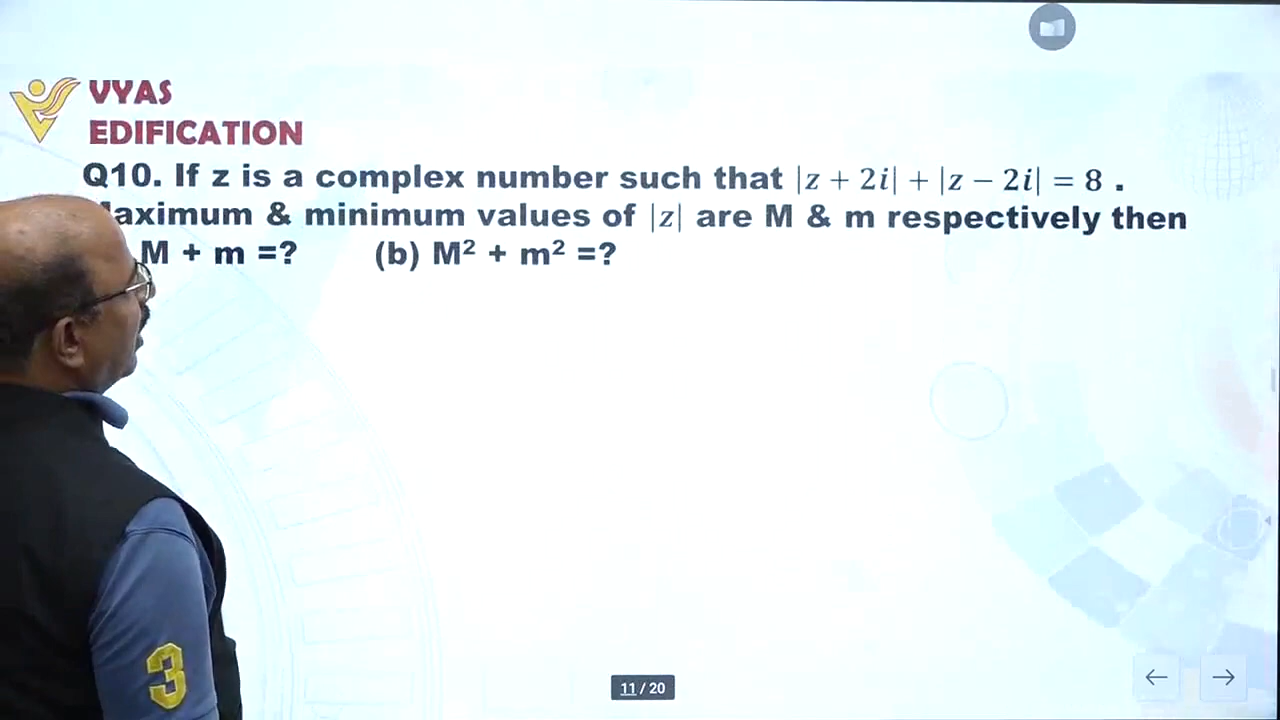 VYAS
EDIFICATION
Q10. If z is a complex number such that |z + 2i| + |z − 2i| = 8 .
& minimum values of |z| are M & m respectively then
M + m =? (b) M² + m² =?
3
11 / 20